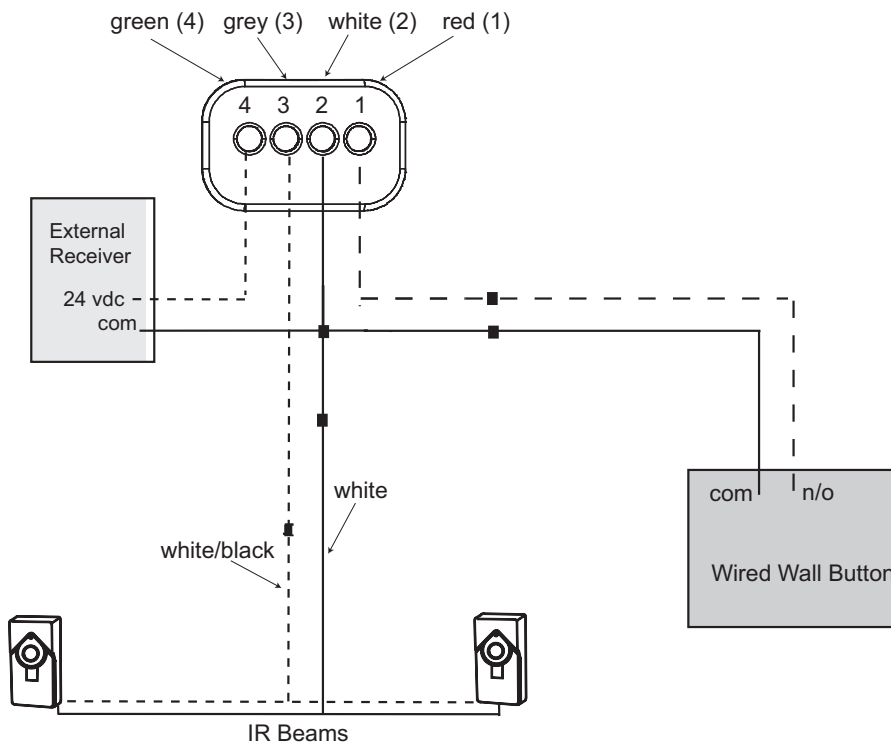 green (4) grey (3) white (2) red (1)
4 3 2 1
External
Receiver
24 vdc
com
white
com n/o
white/black
Wired Wall Button
IR Beams